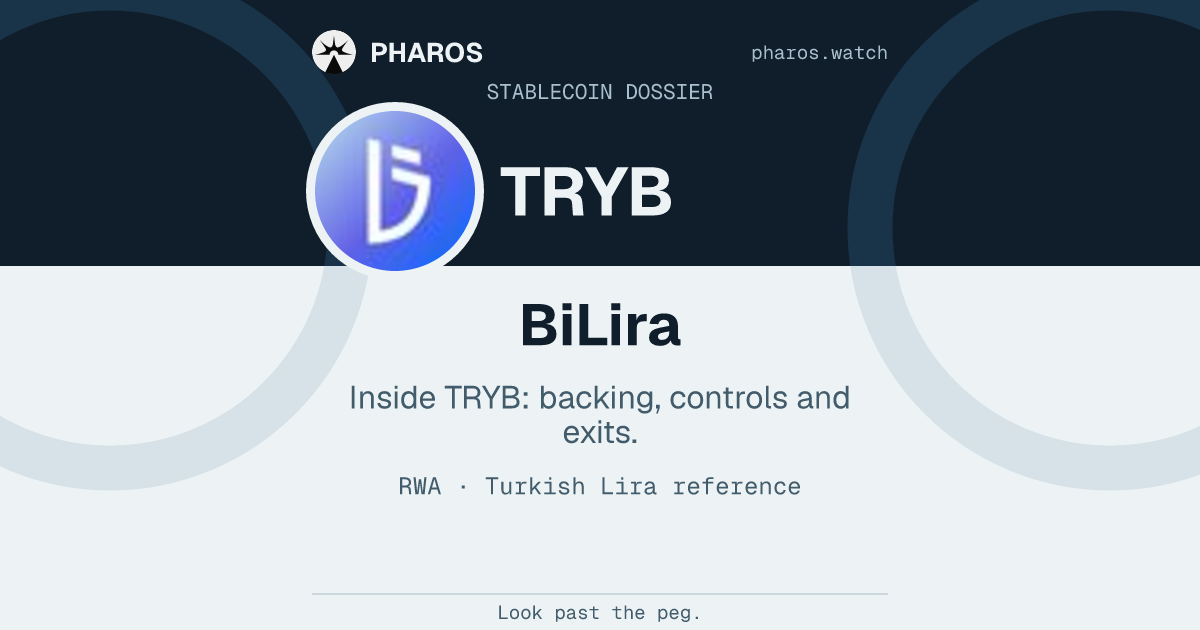 PHAROS
pharos.watch
STABLECOIN DOSSIER
TRYB
BiLira
Inside TRYB: backing, controls and
exits.
RWA · Turkish Lira reference
Look past the peg.